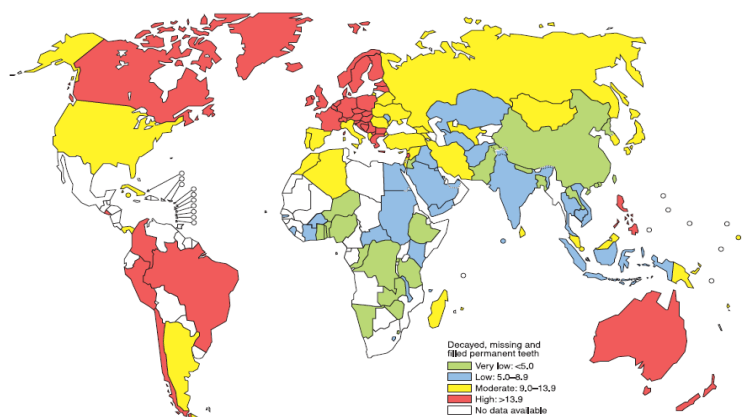 Decayed, missing and
filled permanent teeth
Very low: <5.0
Low: 5.0–8.9
Moderate: 9.0–13.9
High: >13.9
No data available